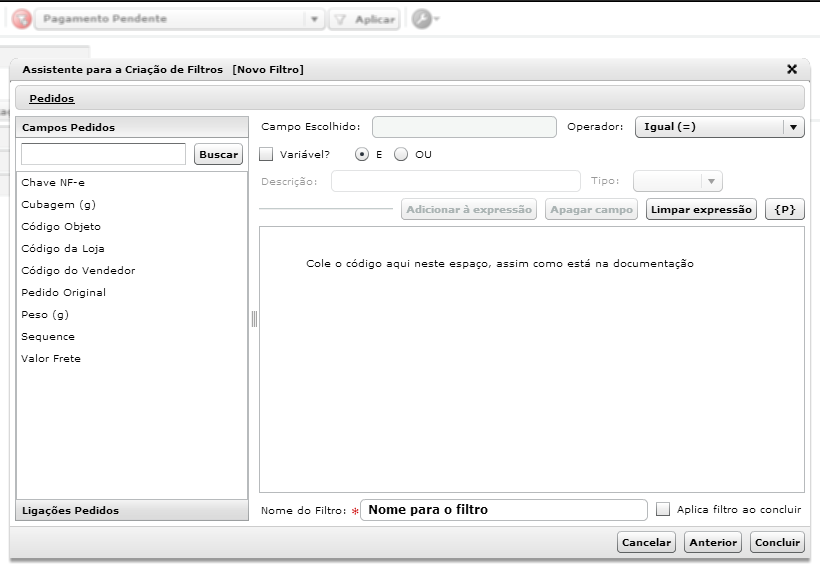 Pagamento Pendente
Aplicar
Assistente para a Criação de Filtros [Novo Filtro]
Pedidos
Campos Pedidos
Buscar
Chave NF-e
Cubagem (g)
Código Objeto
Código da Loja
Código do Vendedor
Pedido Original
Peso (g)
Sequence
Valor Frete
Ligações Pedidos
Campo Escolhido:
Operador: Igual (=)
Variável? E OU
Descrição: Tipo:
Adicionar à expressão Apagar campo Limpar expressão {P}
Cole o código aqui neste espaço, assim como está na documentação
Nome do Filtro: * Nome para o filtro Aplica filtro ao concluir
Cancelar Anterior Concluir